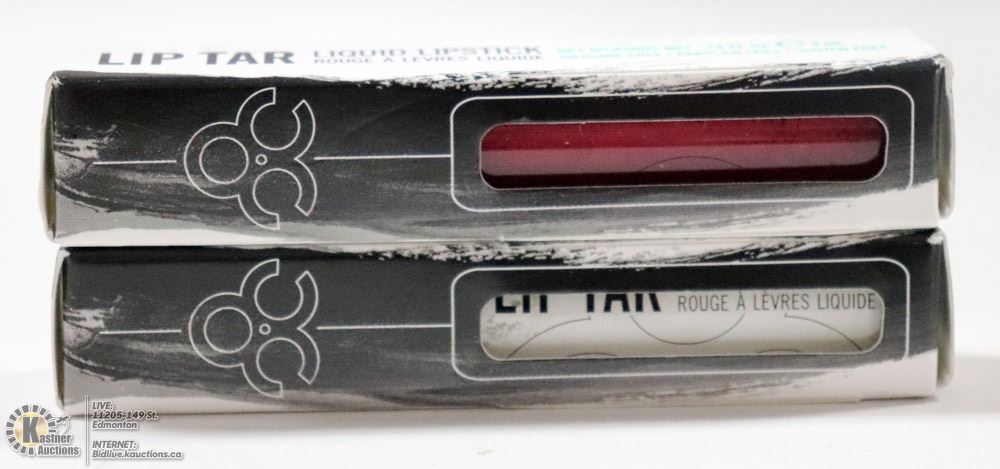 LIP TAR LIQUID LIPSTICK
ROUGE À LÈVRES LIQUIDE
LIP TAR ROUGE À LÈVRES LIQUIDE
LIVE:
11205-149 St.
Edmonton
INTERNET:
Bidlive.kauctions.ca
Kastner
Auctions